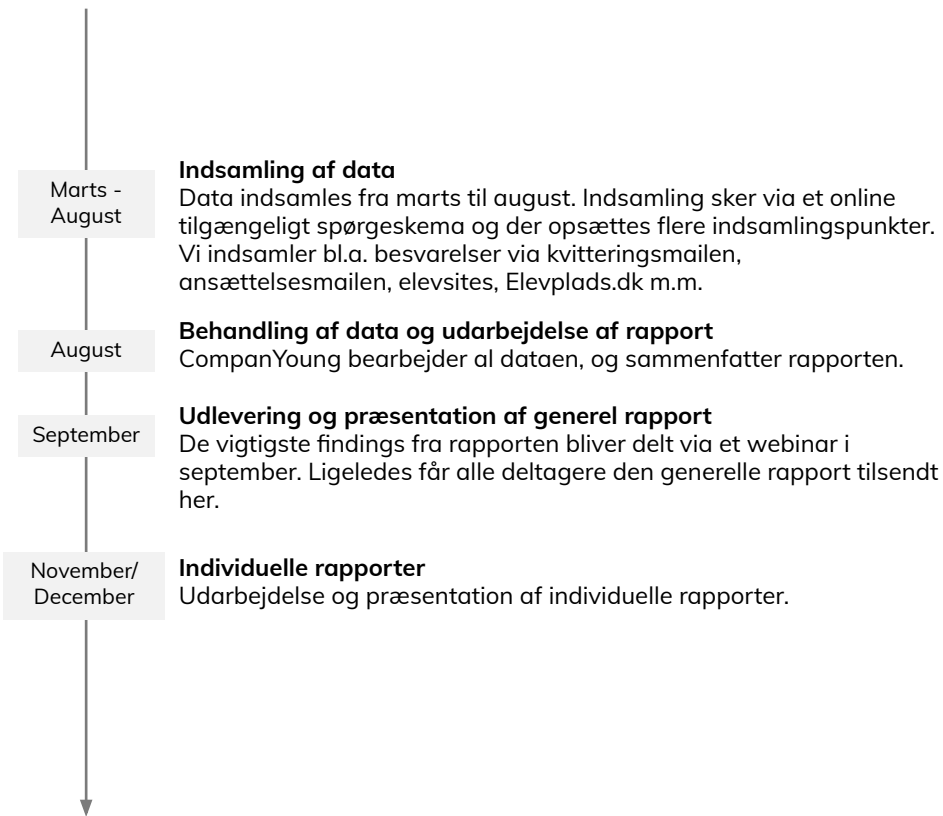 Marts -
August
Indsamling af data
Data indsamles fra marts til august. Indsamling sker via et online
tilgængeligt spørgeskema og der opsættes flere indsamlingspunkter.
Vi indsamler bl.a. besvarelser via kvitteringsmailen,
ansættelsesmailen, elevsites, Elevplads.dk m.m.
August
Behandling af data og udarbejdelse af rapport
CompanYoung bearbejder al dataen, og sammenfatter rapporten.
September
Udlevering og præsentation af generel rapport
De vigtigste findings fra rapporten bliver delt via et webinar i
september. Ligeledes får alle deltagere den generelle rapport tilsendt
her.
November/
December
Individuelle rapporter
Udarbejdelse og præsentation af individuelle rapporter.